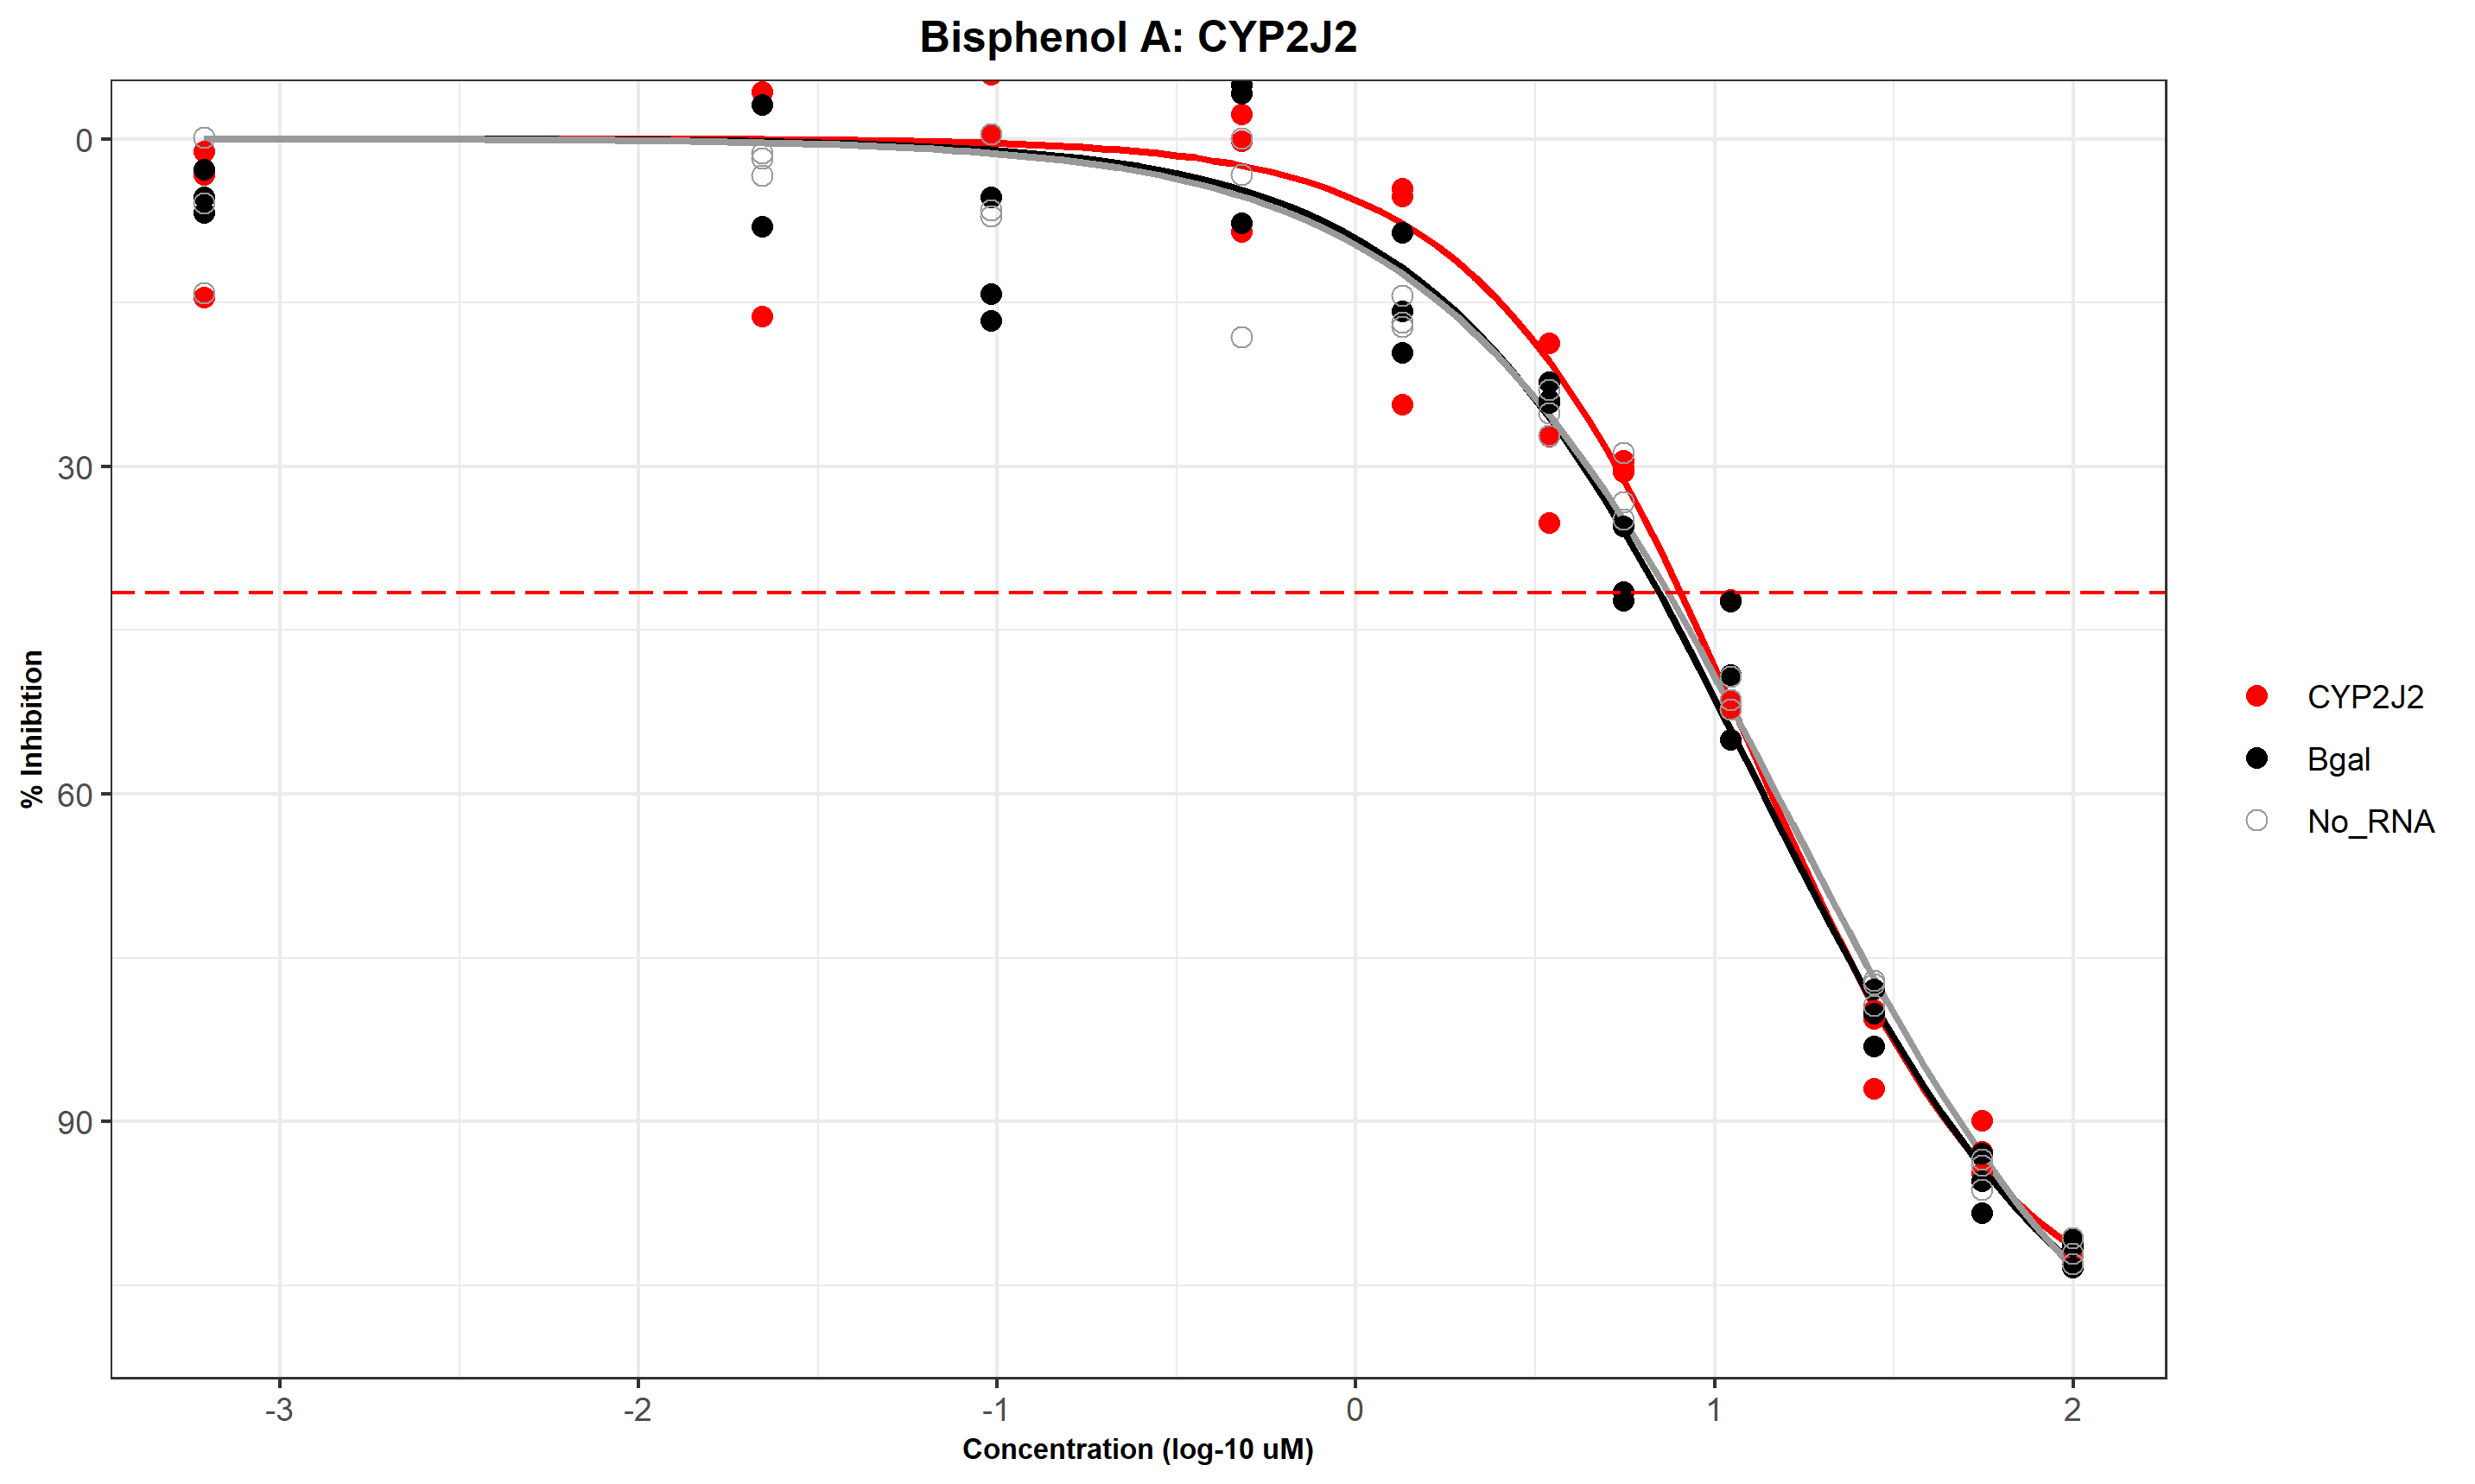 Bisphenol A: CYP2J2
0
30
60
90
% Inhibition
-3
-2
-1
0
1
2
Concentration (log-10 uM)
CYP2J2
Bgal
No_RNA